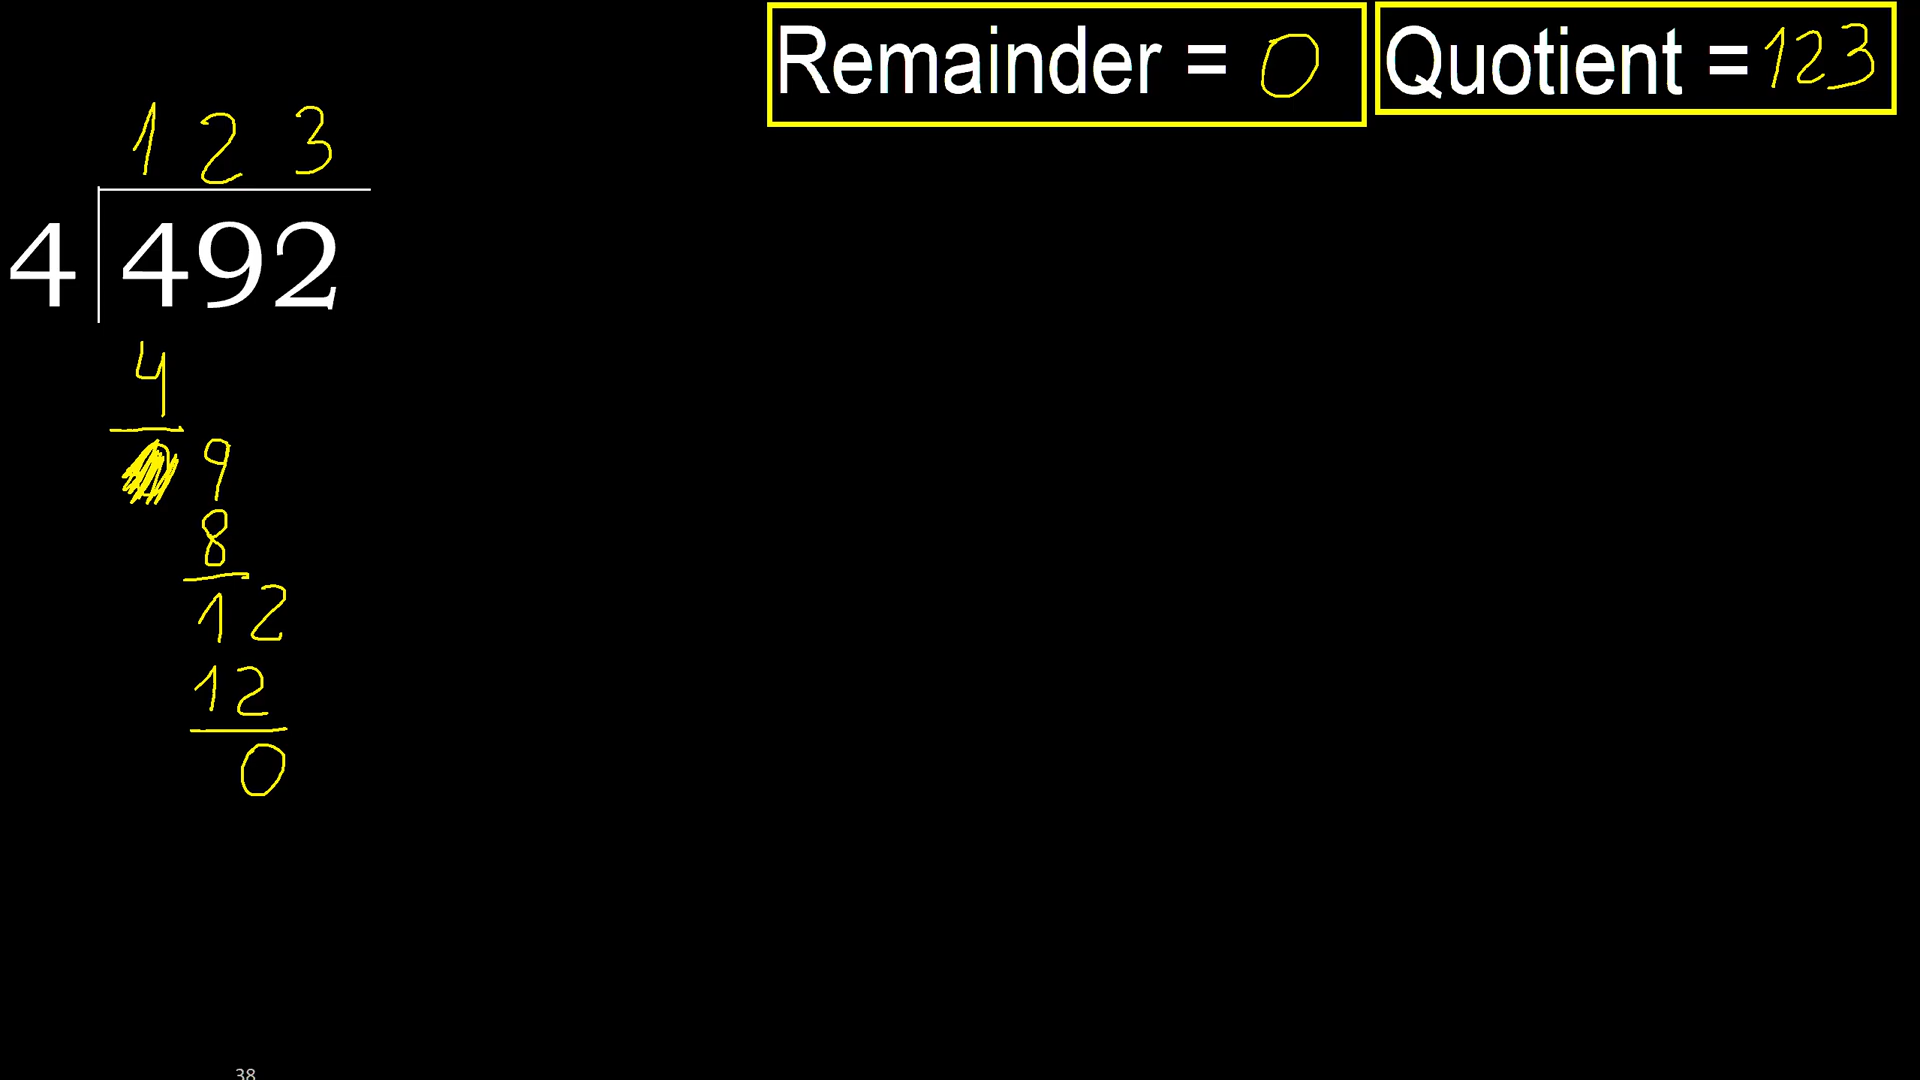 Remainder = 0
Quotient = 123
1 2 3
4 492
4
9
8
12
12
0
38